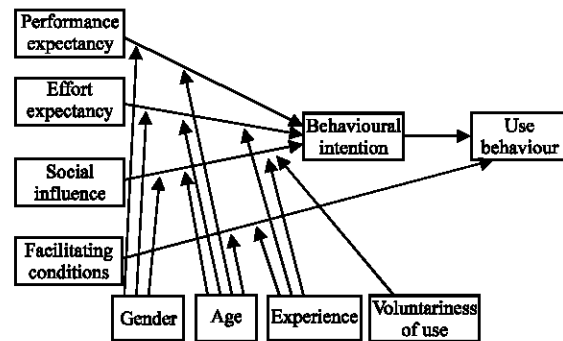 Performance
expectancy
Effort
expectancy
Behavioural
intention
Use
behaviour
Social
influence
Facilitating
conditions
Gender
Age
Experience
Voluntariness
of use